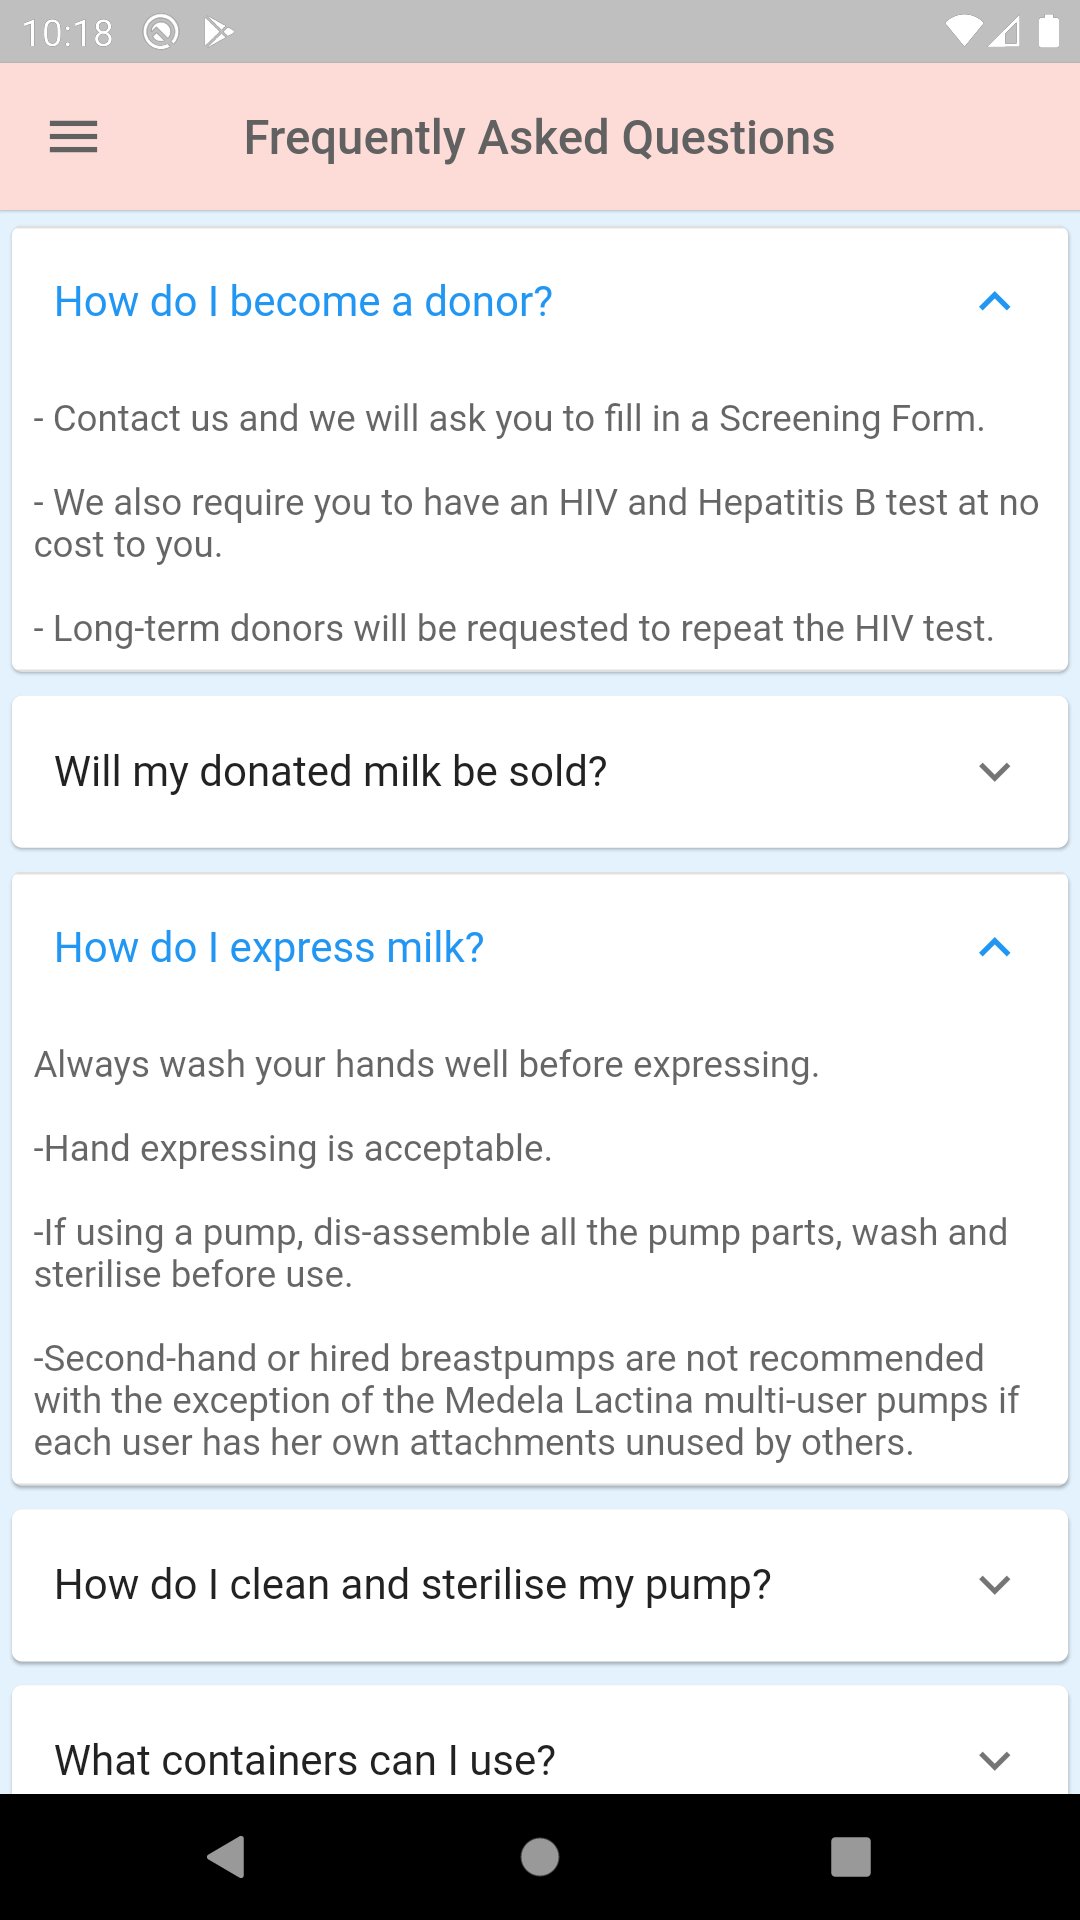 10:18
Frequently Asked Questions
How do I become a donor?
- Contact us and we will ask you to fill in a Screening Form.
- We also require you to have an HIV and Hepatitis B test at no
cost to you.
- Long-term donors will be requested to repeat the HIV test.
Will my donated milk be sold?
How do I express milk?
Always wash your hands well before expressing.
-Hand expressing is acceptable.
-If using a pump, dis-assemble all the pump parts, wash and
sterilise before use.
-Second-hand or hired breastpumps are not recommended
with the exception of the Medela Lactina multi-user pumps if
each user has her own attachments unused by others.
How do I clean and sterilise my pump?
What containers can I use?